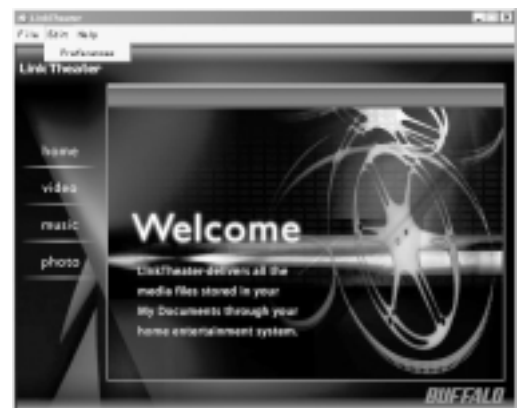 LinkTheater
File Edit Help
Preferences
Link Theater
home
video
music
photo
Welcome
LinkTheater delivers all the
media files stored in your
My Documents through your
home entertainment system.
BUFFALO